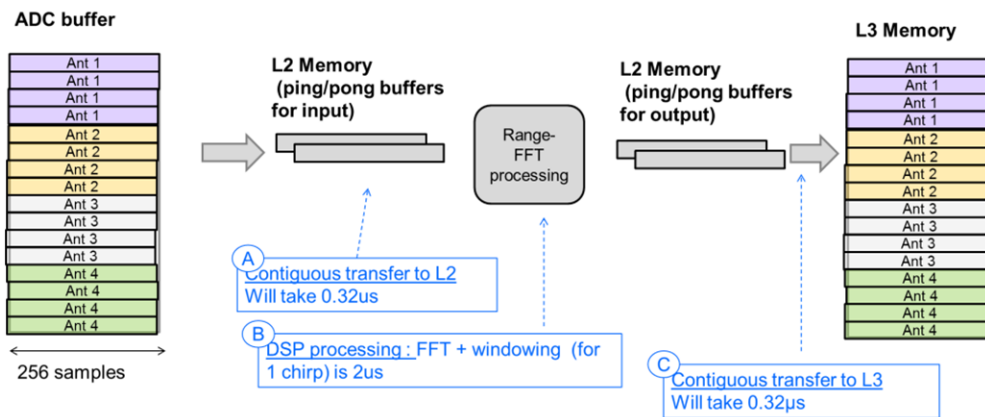 ADC buffer
Ant 1
Ant 1
Ant 1
Ant 1
Ant 2
Ant 2
Ant 2
Ant 2
Ant 3
Ant 3
Ant 3
Ant 3
Ant 4
Ant 4
Ant 4
Ant 4
256 samples
L2 Memory
(ping/pong buffers
for input)
Range-
FFT
processing
L2 Memory
(ping/pong buffers
for output)
L3 Memory
Ant 1
Ant 1
Ant 1
Ant 1
Ant 2
Ant 2
Ant 2
Ant 2
Ant 3
Ant 3
Ant 3
Ant 3
Ant 4
Ant 4
Ant 4
Ant 4
A
Contiguous transfer to L2
Will take 0.32us
B
DSP processing : FFT + windowing (for
1 chirp) is 2us
C
Contiguous transfer to L3
Will take 0.32µs